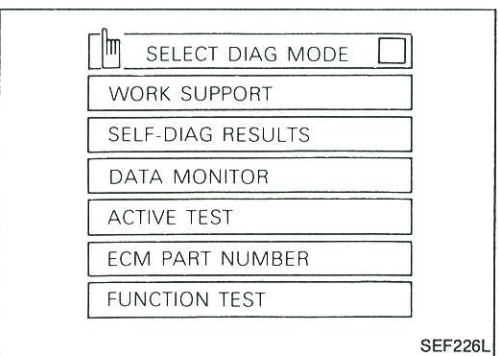 SELECT DIAG MODE
WORK SUPPORT
SELF-DIAG RESULTS
DATA MONITOR
ACTIVE TEST
ECM PART NUMBER
FUNCTION TEST
SEF226L